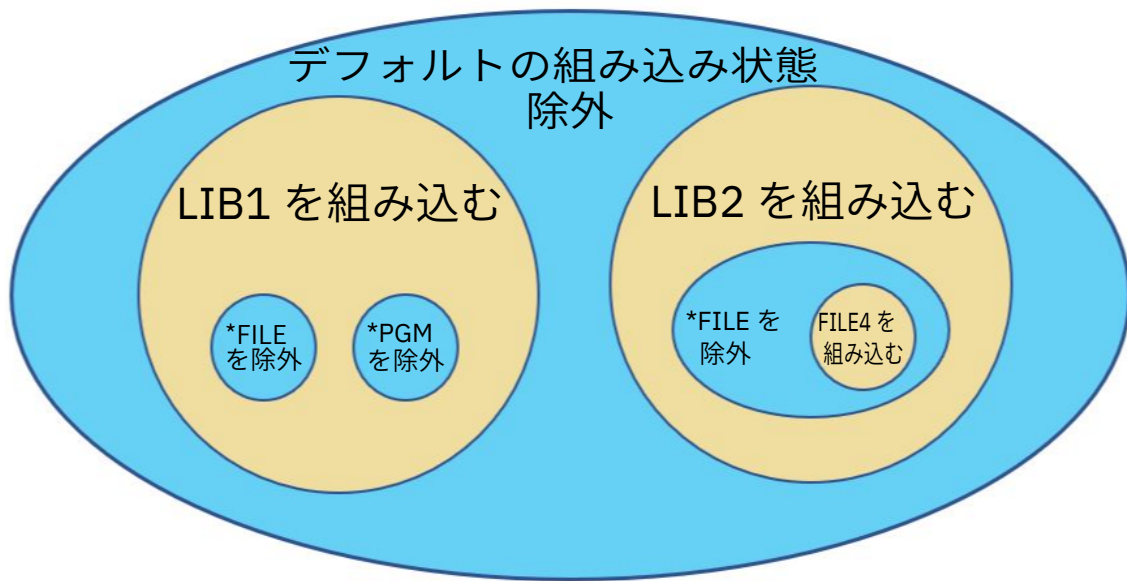 デフォルトの組み込み状態
除外
LIB1 を組み込む
LIB2 を組み込む
*FILE
を除外
*PGM
を除外
*FILE を
除外
FILE4 を
組み込む